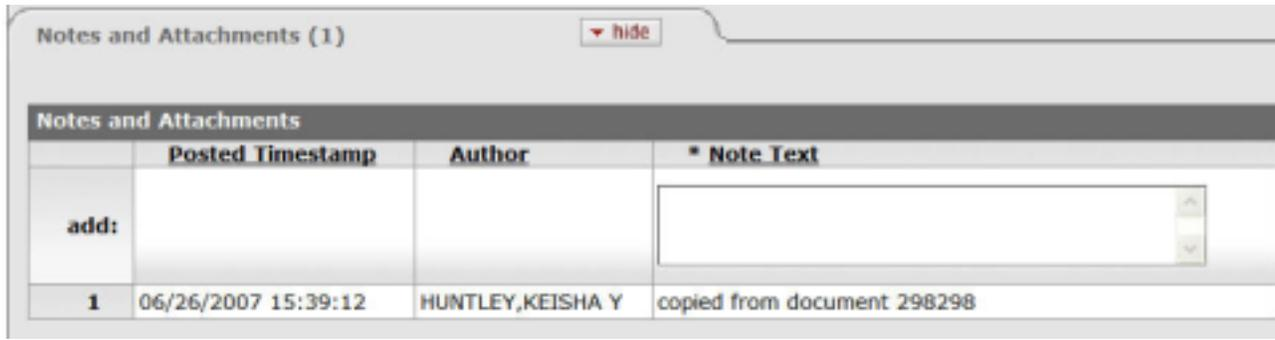 Notes and Attachments (1) hide
Notes and Attachments
Posted Timestamp Author * Note Text
add:
1 06/26/2007 15:39:12 HUNTLEY,KEISHA Y copied from document 298298